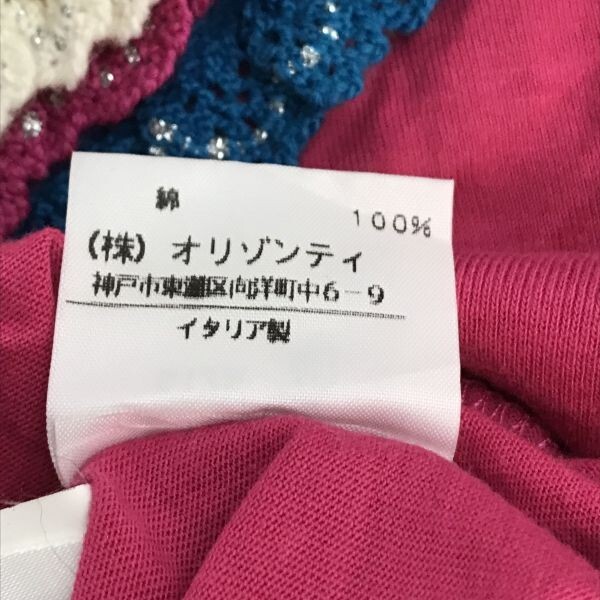 綿 100%
(株) オリゾンティ
神戸市東灘区向洋町中6-9
イタリア製